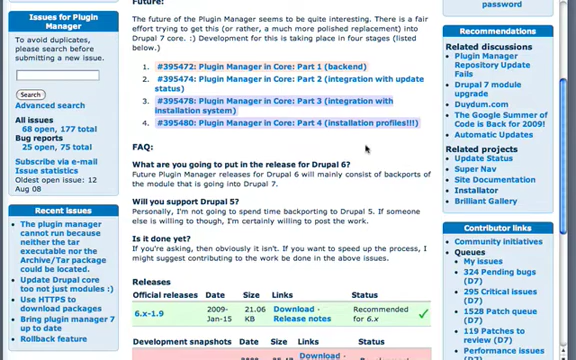 Issues for Plugin
Manager
To avoid duplicates,
please search before
submitting a new issue.
Search
Advanced search
All issues
68 open, 177 total
Bug reports
25 open, 75 total
Subscribe via e-mail
Issue statistics
Oldest open issue: 12
Aug 08
Recent issues
The plugin manager
cannot run because
neither the tar
executable nor the
Archive/Tar package
could be located.
Update Drupal core
too not just modules :)
Use HTTPS to
download packages
Bring plugin manager 7
up to date
Rollback feature
Future:
The future of the Plugin Manager seems to be quite interesting. There is a fair
effort trying to get this (or rather, a much more polished replacement) into
Drupal 7 core. :) Development for this is taking place in four stages (listed
below.)
1. #395472: Plugin Manager in Core: Part 1 (backend)
2. #395474: Plugin Manager in Core: Part 2 (integration with update
status)
3. #395478: Plugin Manager in Core: Part 3 (integration with
installation system)
4. #395480: Plugin Manager in Core: Part 4 (installation profiles!!!)
FAQ:
What are you going to put in the release for Drupal 6?
Future Plugin Manager releases for Drupal 6 will mainly consist of backports of
the module that is going into Drupal 7.
Will you support Drupal 5?
Personally, I'm not going to spend time backporting to Drupal 5. If someone
else is willing to though, I'm certainly willing to post the work.
Is it done yet?
If you're asking, then obviously it isn't. If you want to speed up the process, I
might suggest contributing to the work be done in the above issues.
Releases
Official releases Date Size Links Status
6.x-1.9 2009-
Jan-15 21.06
KB Download ·
Release notes Recommended
for 6.x
Development snapshots Date Size Links Status
Download ·
password
Recommendations
Related discussions
Plugin Manager
Repository Update
Fails
Drupal 7 module
upgrade
Duydum.com
The Google Summer
of Code is Back for 2009!
Automatic Updates
Related projects
Update Status
Super Nav
Site Documentation
Installator
Brilliant Gallery
Contributor links
Community initiatives
Queues
My issues
324 Pending bugs
(D7)
295 Critical issues
(D7)
1528 Patch queue
(D7)
119 Patches to
review (D7)
Performance issues